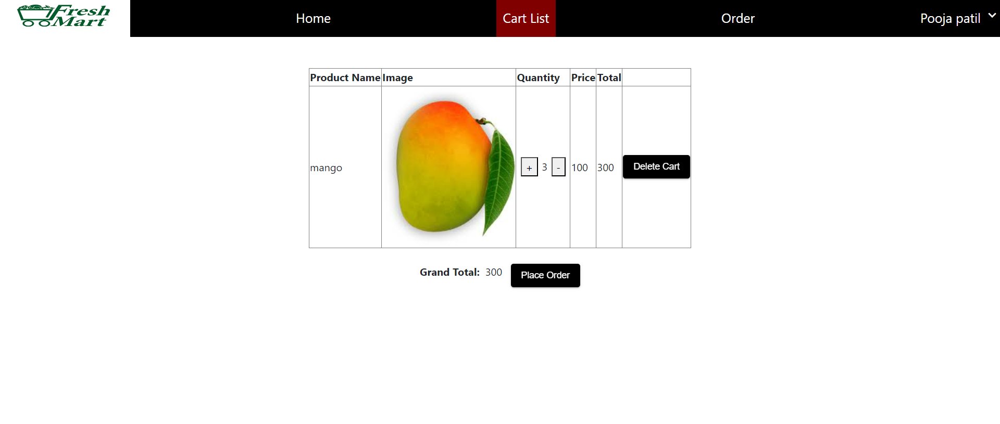 Fresh
Mart
Home Cart List Order Pooja patil
Product Name Image Quantity Price Total
mango + 3 - 100 300 Delete Cart
Grand Total: 300 Place Order